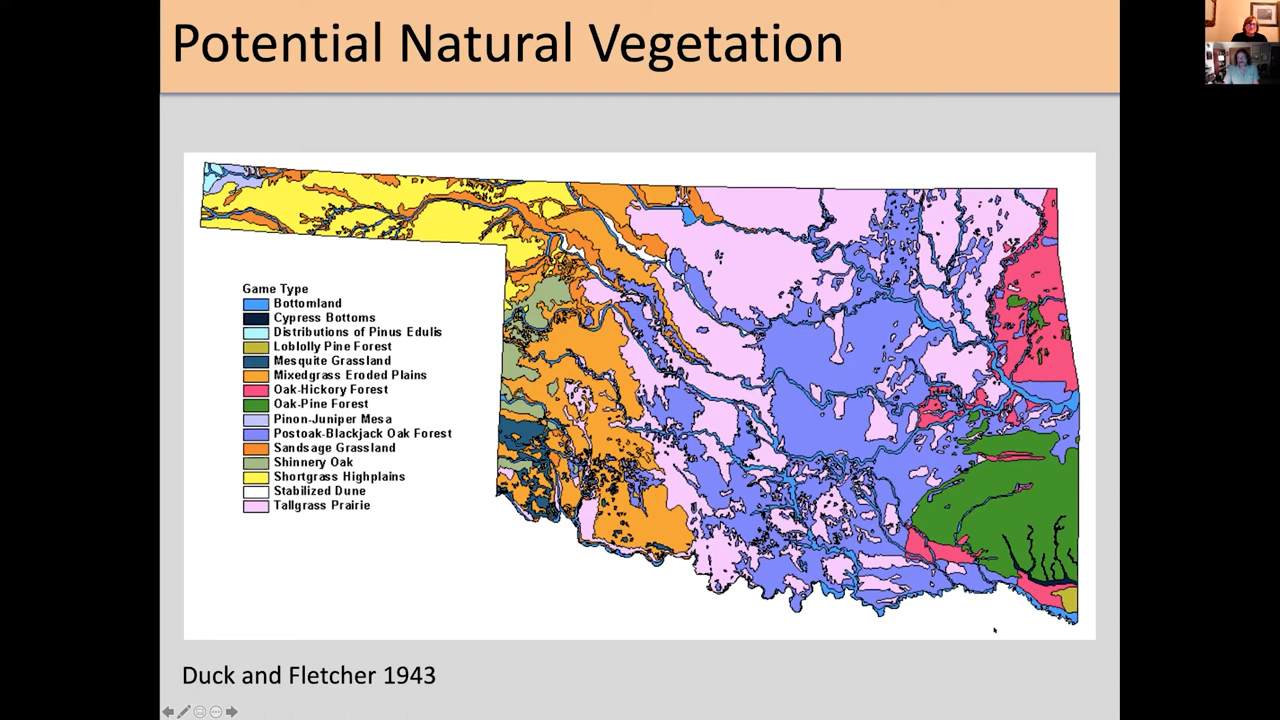 Potential Natural Vegetation
Game Type
Bottomland
Cypress Bottoms
Distributions of Pinus Edulis
Loblolly Pine Forest
Mesquite Grassland
Mixedgrass Eroded Plains
Oak-Hickory Forest
Oak-Pine Forest
Pinon-Juniper Mesa
Postoak-Blackjack Oak Forest
Sandsage Grassland
Shinnery Oak
Shortgrass Highplains
Stabilized Dune
Tallgrass Prairie
Duck and Fletcher 1943